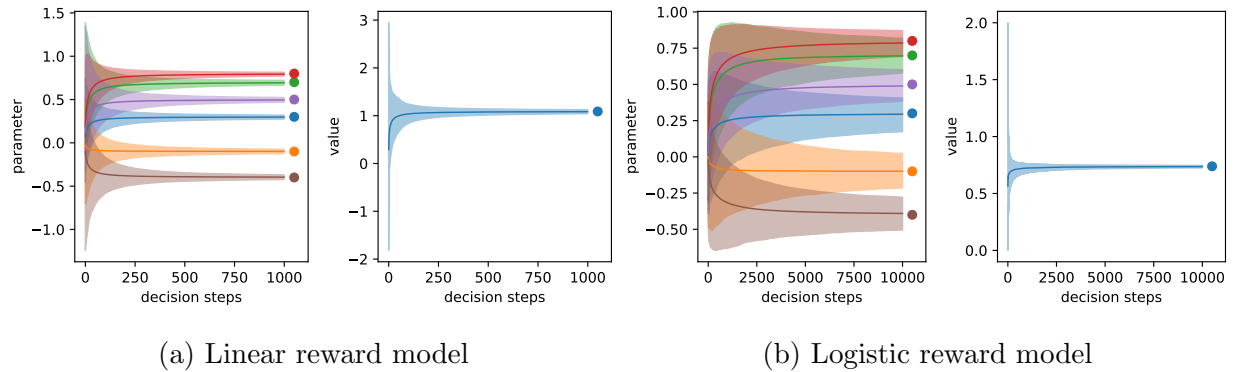 1.5
1.0
0.5
0.0
−0.5
−1.0
parameter
0 250 500 750 1000
decision steps
3
2
1
0
−1
−2
value
0 250 500 750 1000
decision steps
(a) Linear reward model
1.00
0.75
0.50
0.25
0.00
−0.25
−0.50
parameter
0 2500 5000 7500 10000
decision steps
2.0
1.5
1.0
0.5
0.0
value
0 2500 5000 7500 10000
decision steps
(b) Logistic reward model